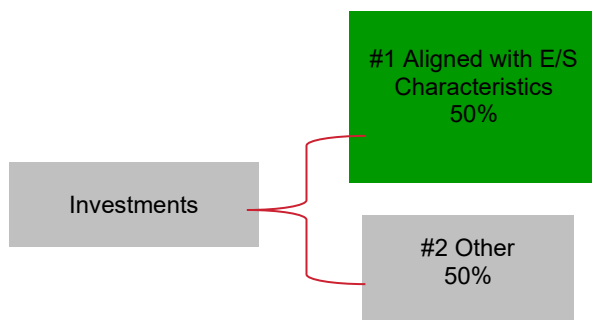 #1 Aligned with E/S
Characteristics
50%
Investments
#2 Other
50%